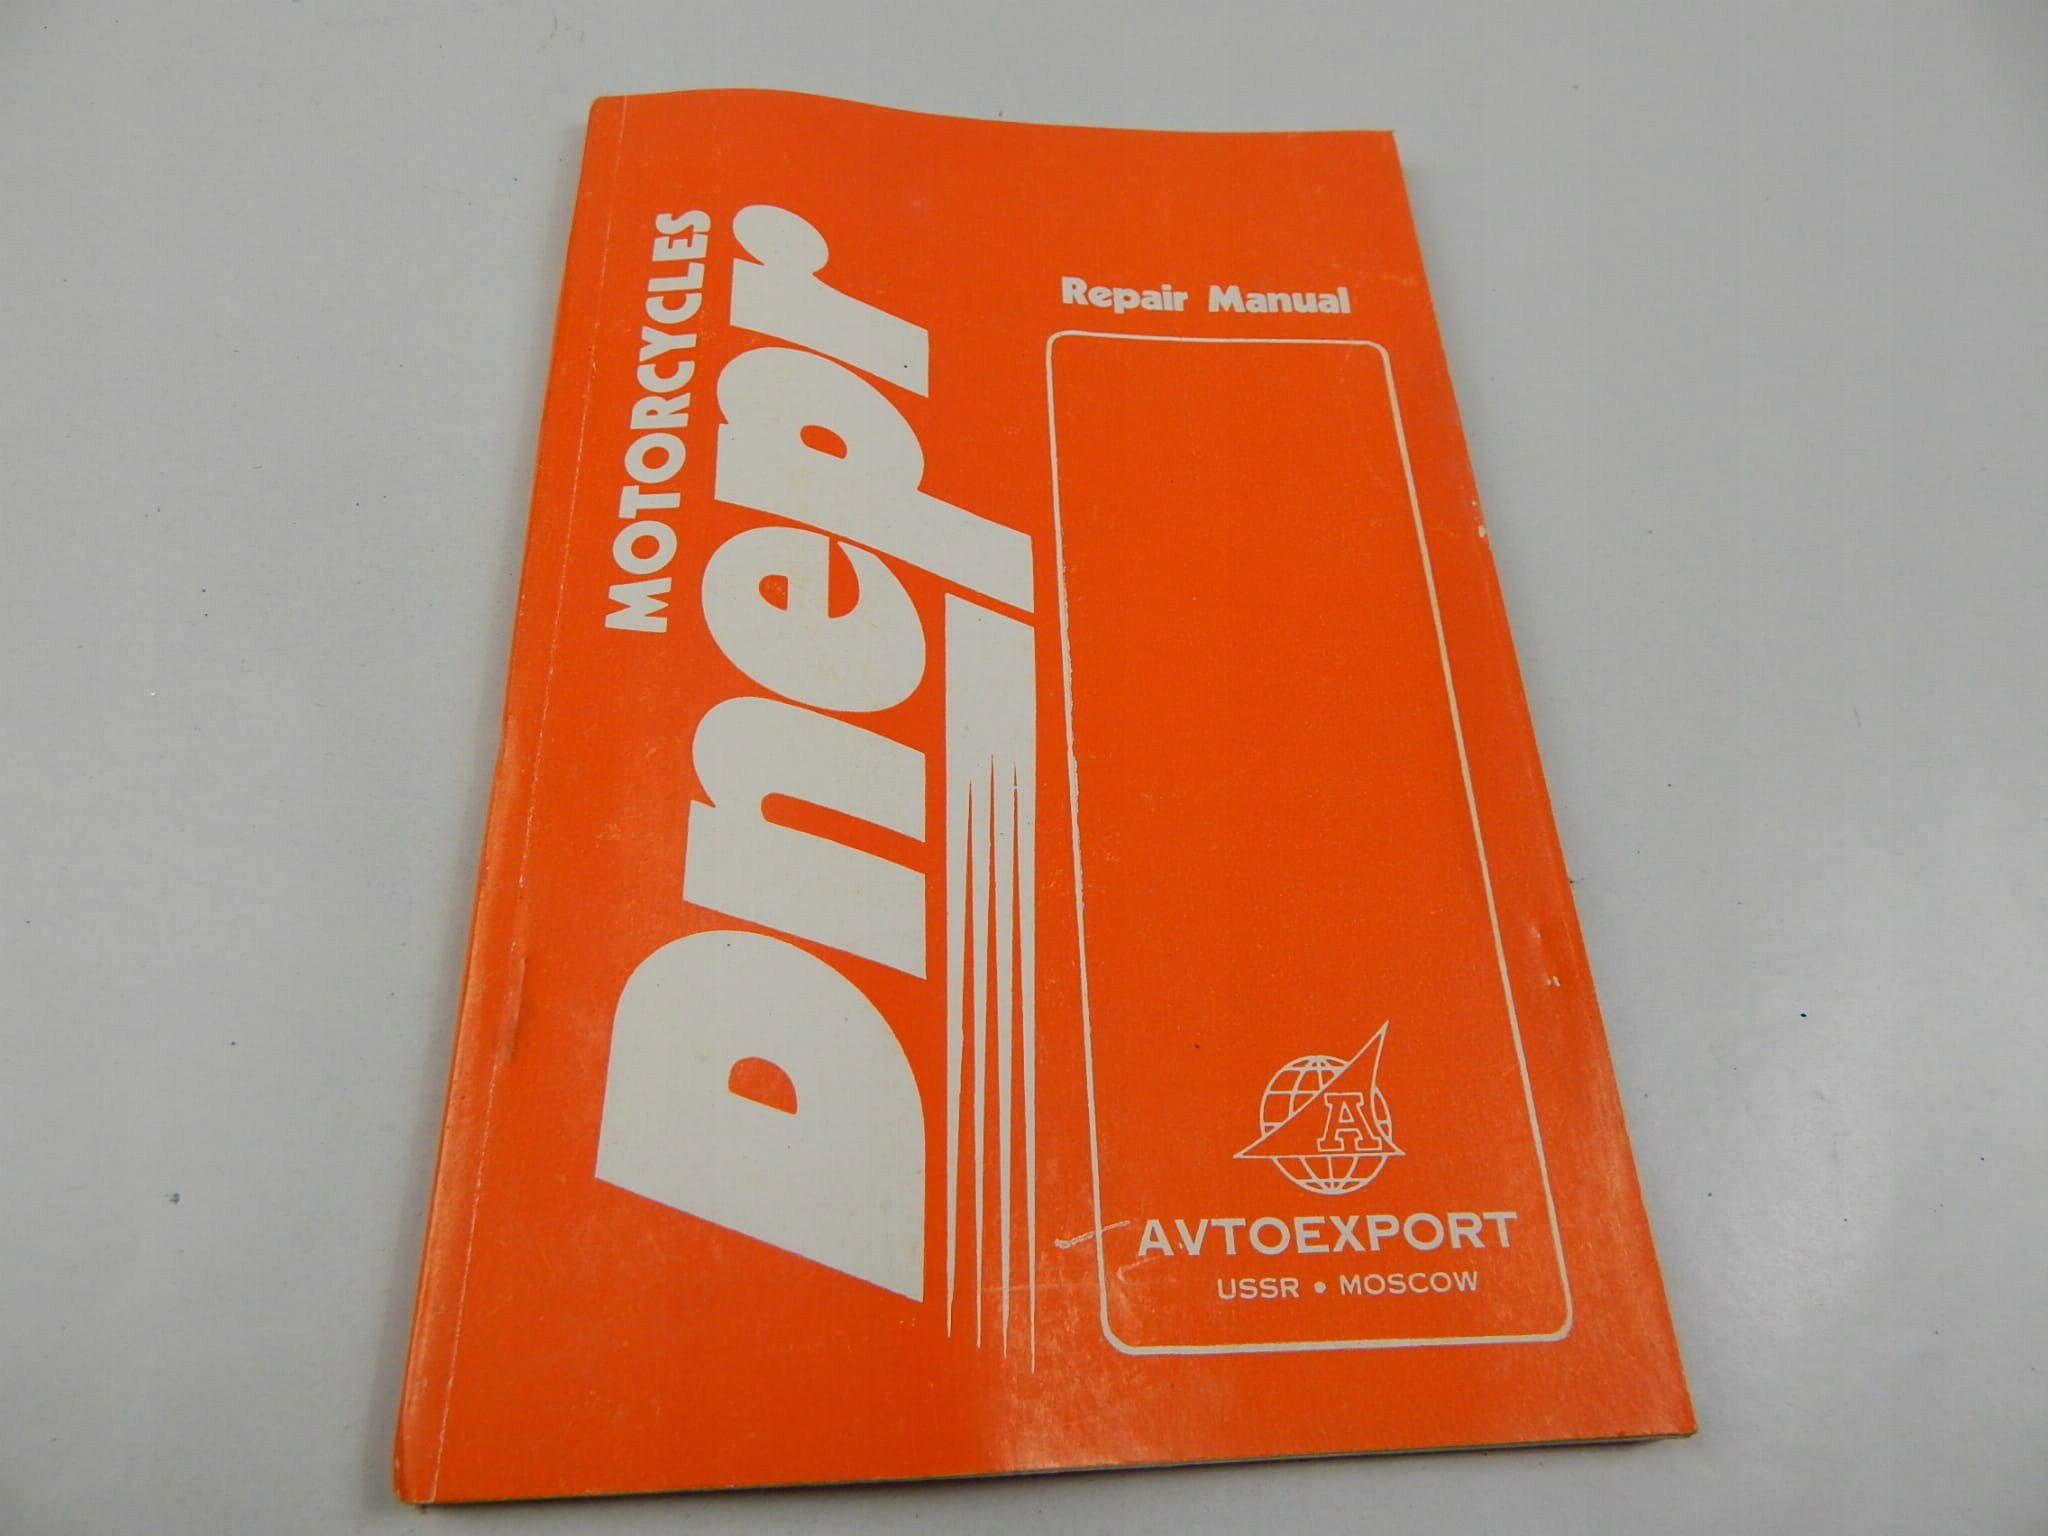 MOTORCYCLES
Dnepr
Repair Manual
A
AVTOEXPORT
USSR • MOSCOW